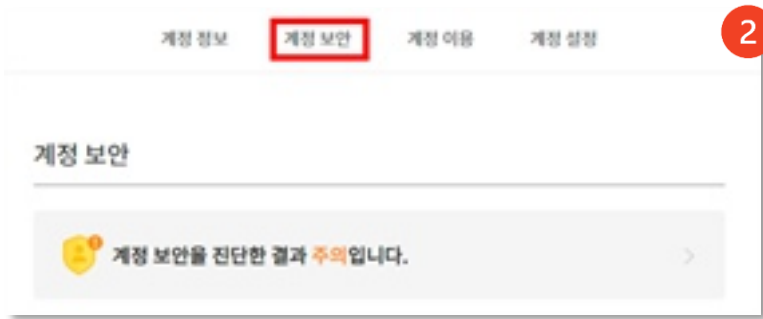 계정 정보 계정 보안 계정 이용 계정 설정 2
계정 보안
계정 보안을 진단한 결과 주의입니다.